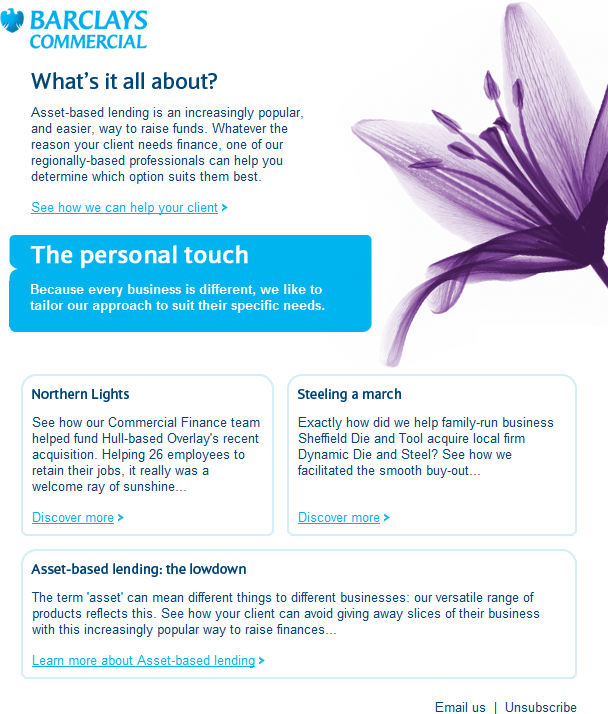 BARCLAYS
COMMERCIAL
What's it all about?
Asset-based lending is an increasingly popular,
and easier, way to raise funds. Whatever the
reason your client needs finance, one of our
regionally-based professionals can help you
determine which option suits them best.
See how we can help your client >
The personal touch
Because every business is different, we like to
tailor our approach to suit their specific needs.
Northern Lights
See how our Commercial Finance team
helped fund Hull-based Overlay's recent
acquisition. Helping 26 employees to
retain their jobs, it really was a
welcome ray of sunshine...
Discover more >
Steeling a march
Exactly how did we help family-run business
Sheffield Die and Tool acquire local firm
Dynamic Die and Steel? See how we
facilitated the smooth buy-out...
Discover more >
Asset-based lending: the lowdown
The term 'asset' can mean different things to different businesses: our versatile range of
products reflects this. See how your client can avoid giving away slices of their business
with this increasingly popular way to raise finances...
Learn more about Asset-based lending >
Email us | Unsubscribe